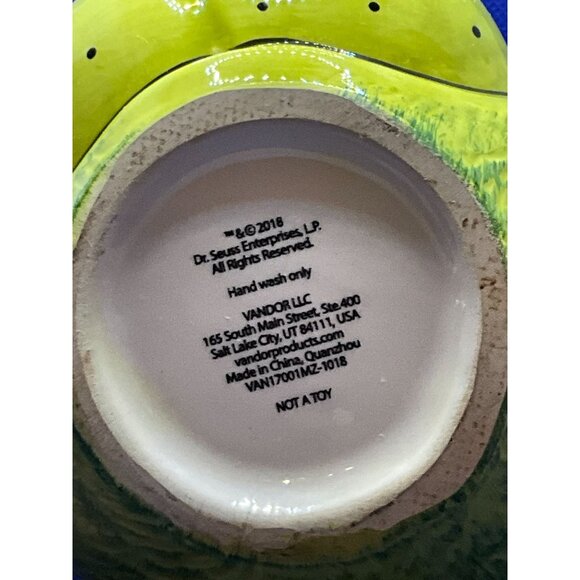 ™&©2018
Dr. Seuss Enterprises, L.P.
All Rights Reserved.
Hand wash only
VANDOR LLC
165 South Main Street, Ste.400
Salt Lake City, UT 84111, USA
vandorproducts.com
Made in China, Quanzhou
VAN17001MZ-1018
NOT A TOY